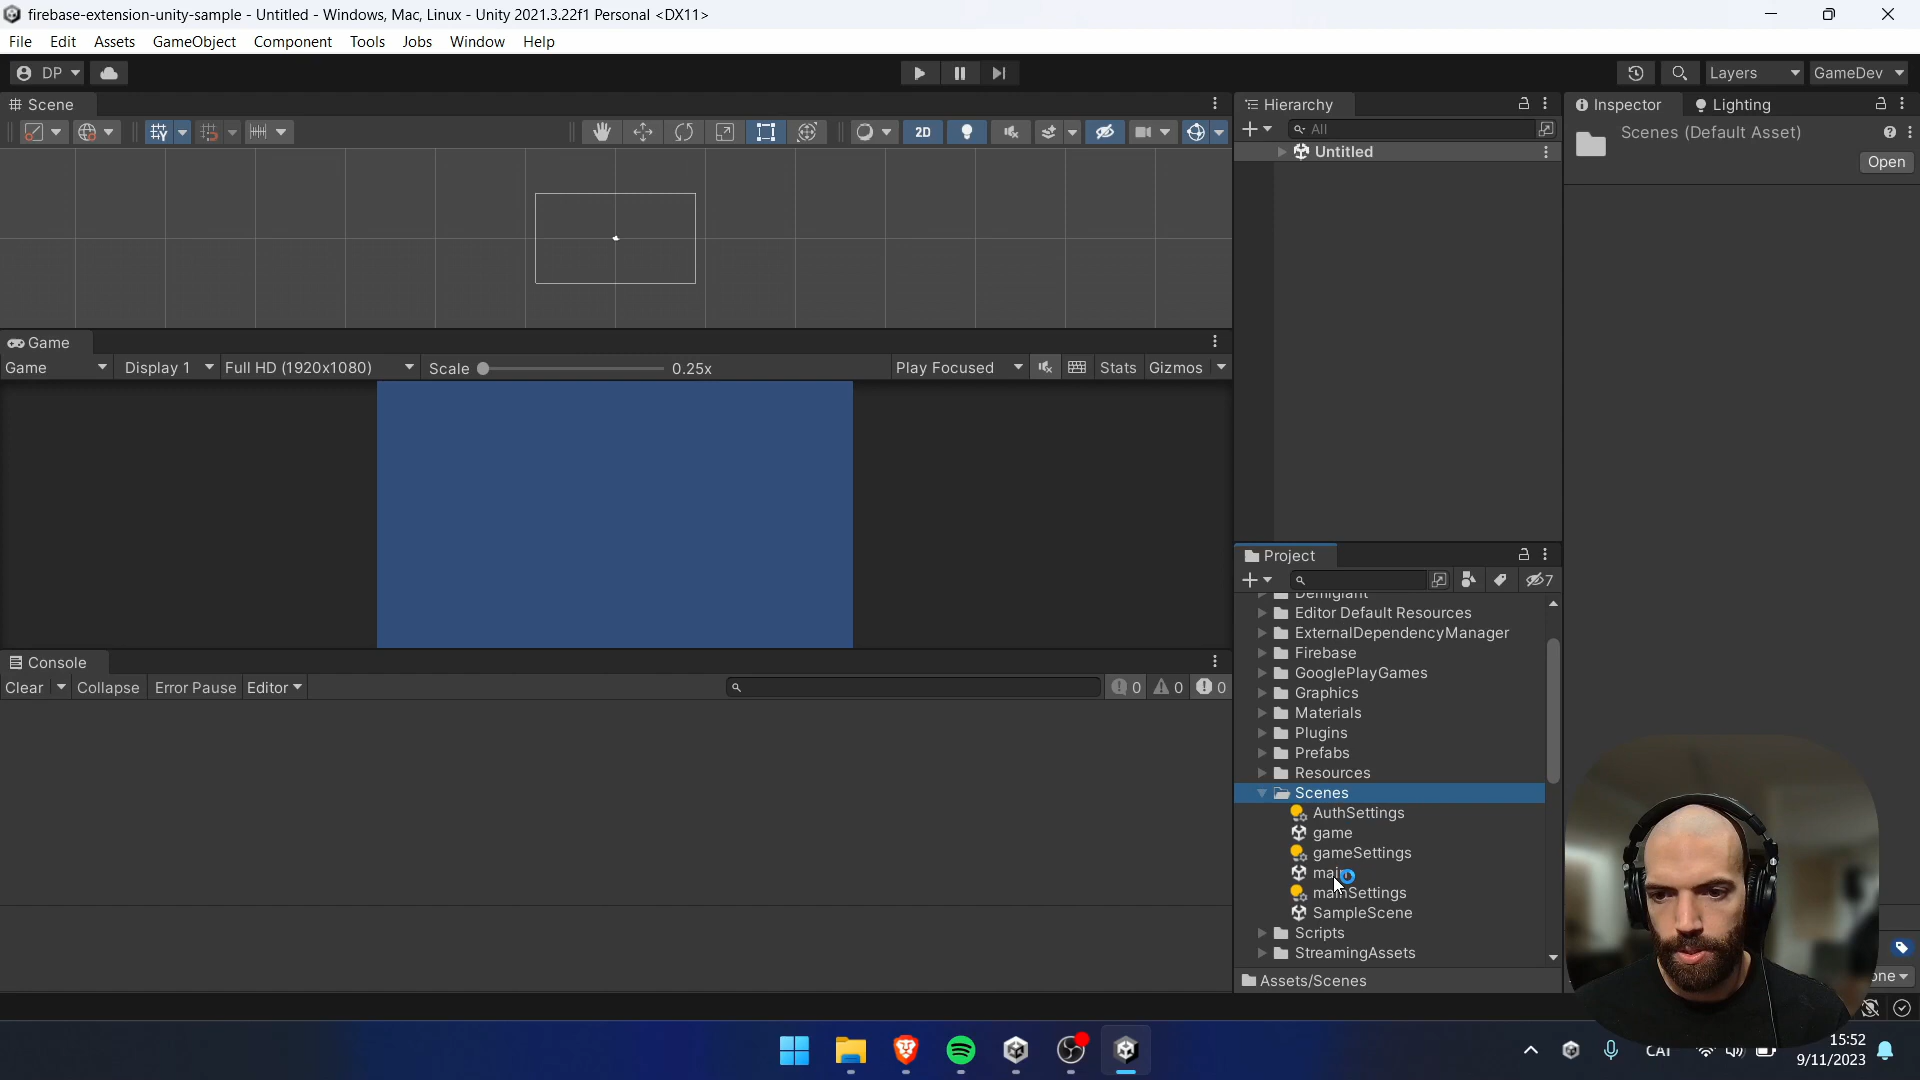 firebase-extension-unity-sample - Untitled - Windows, Mac, Linux - Unity 2021.3.22f1 Personal <DX11>
File Edit Assets GameObject Component Tools Jobs Window Help
DP Layers GameDev
Scene
2D
Hierarchy
All
Untitled
Inspector Lighting
Scenes (Default Asset)
Open
Game
Game Display 1 Full HD (1920x1080) Scale 0.25x Play Focused Stats Gizmos
Console
Clear Collapse Error Pause Editor 0 0 0
Project
7
Demigiant
Editor Default Resources
ExternalDependencyManager
Firebase
GooglePlayGames
Graphics
Materials
Plugins
Prefabs
Resources
Scenes
AuthSettings
game
gameSettings
main
mainSettings
SampleScene
Scripts
StreamingAssets
Assets/Scenes
CAT
15:52
9/11/2023